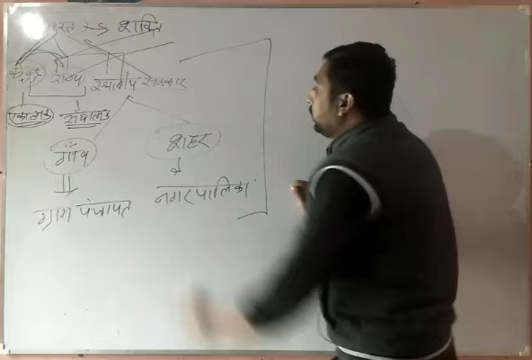 शक्ति
राज्य स्थानीय सरकार
एकात्मक संघात्मक
गाँव शहर
ग्राम पंचायत नगरपालिका